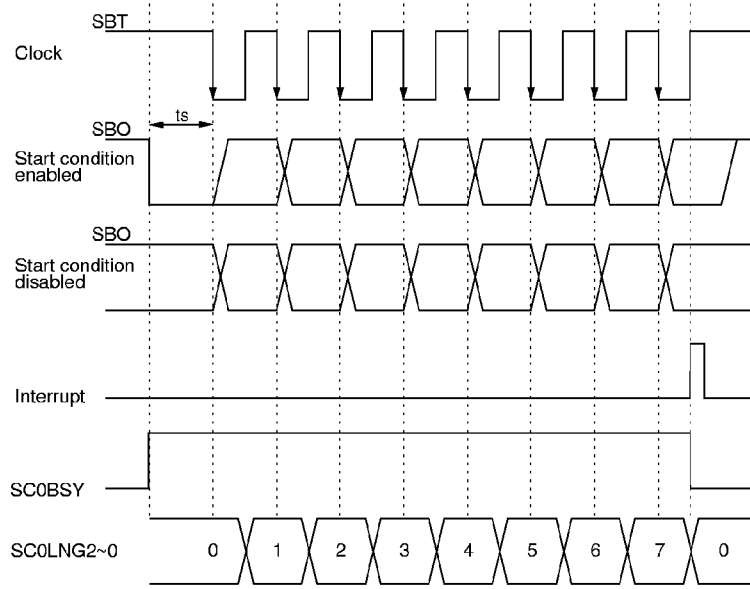 SBT
Clock
ts
SBO
Start condition
enabled
SBO
Start condition
disabled
Interrupt
SC0BSY
SC0LNG2~0 0 1 2 3 4 5 6 7 0